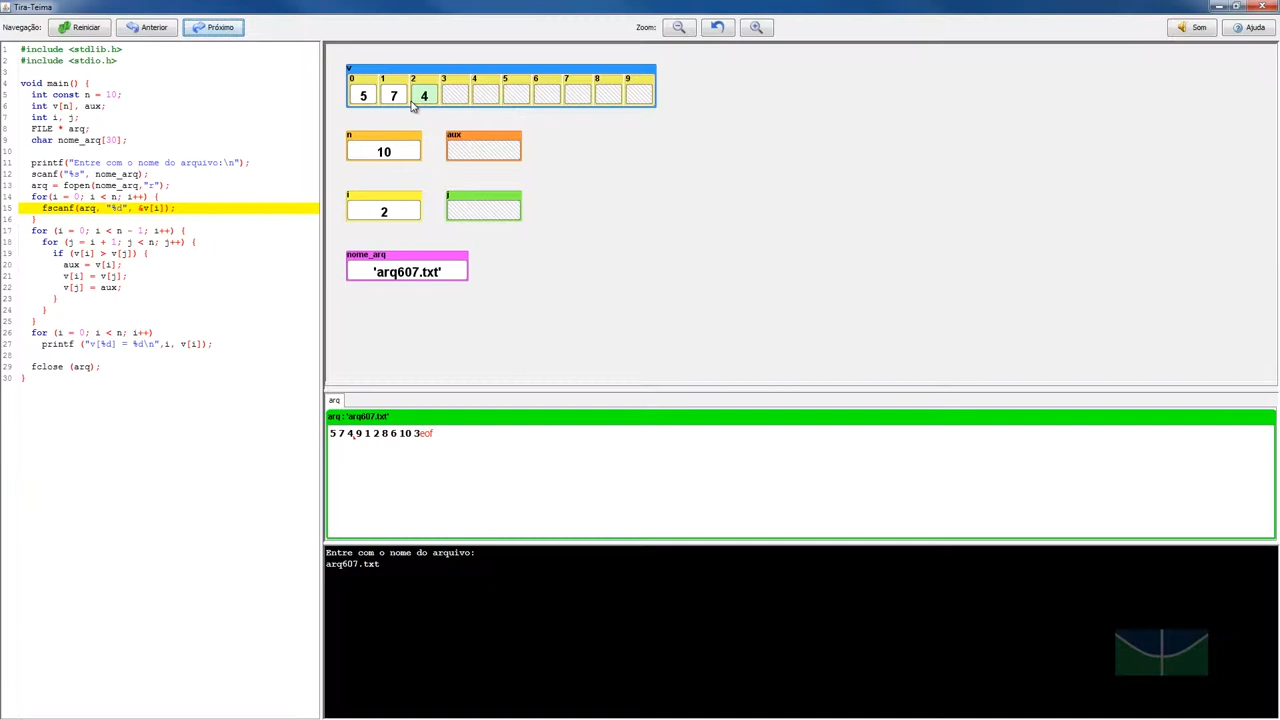 Tira-Teima
Navegação: Reiniciar Anterior Próximo Zoom: Som Ajuda
1 #include <stdlib.h>
2 #include <stdio.h>
3
4 void main() {
5 int const n = 10;
6 int v[n], aux;
7 int i, j;
8 FILE * arq;
9 char nome_arq[30];
10
11 printf("Entre com o nome do arquivo:\n");
12 scanf("%s", nome_arq);
13 arq = fopen(nome_arq,"r");
14 for(i = 0; i < n; i++) {
15 fscanf(arq, "%d", &v[i]);
16 }
17 for (i = 0; i < n - 1; i++) {
18 for (j = i + 1; j < n; j++) {
19 if (v[i] > v[j]) {
20 aux = v[i];
21 v[i] = v[j];
22 v[j] = aux;
23 }
24 }
25 }
26 for (i = 0; i < n; i++)
27 printf ("v[%d] = %d\n",i, v[i]);
28
29 fclose (arq);
30 }
v
0 1 2 3 4 5 6 7 8 9
5 7 4
n aux
10
i j
2
nome_arq
'arq607.txt'
arq
arq : 'arq607.txt'
5 7 4 9 1 2 8 6 10 3eof
Entre com o nome do arquivo:
arq607.txt